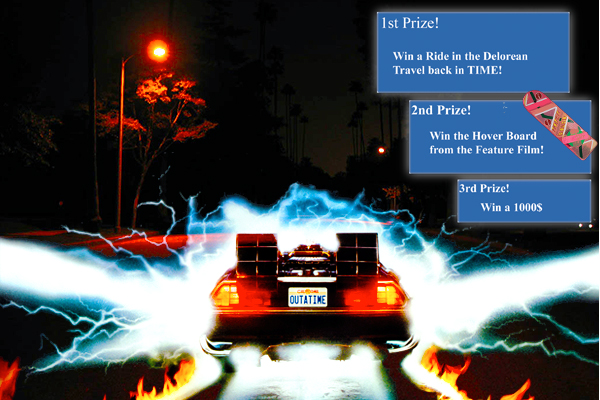 1st Prize!
Win a Ride in the Delorean
Travel back in TIME!
2nd Prize!
Win the Hover Board
from the Feature Film!
3rd Prize!
Win a 1000$
California
OUTATIME